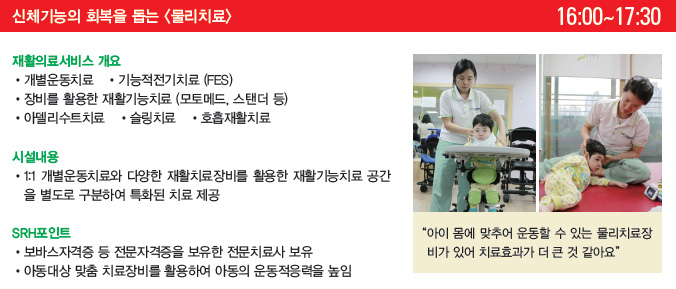 신체기능의 회복을 돕는 <물리치료>
16:00~17:30
재활의료서비스 개요
• 개별운동치료 • 기능적전기치료 (FES)
• 장비를 활용한 재활기능치료 (모토메드, 스탠더 등)
• 아델리수트치료 • 슬링치료 • 호흡재활치료
시설내용
• 1:1 개별운동치료와 다양한 재활치료장비를 활용한 재활기능치료 공간
을 별도로 구분하여 특화된 치료 제공
SRH포인트
• 보바스자격증 등 전문자격증을 보유한 전문치료사 보유
• 아동대상 맞춤 치료장비를 활용하여 아동의 운동적응력을 높임
“아이 몸에 맞추어 운동할 수 있는 물리치료장
비가 있어 치료효과가 더 큰 것 같아요”